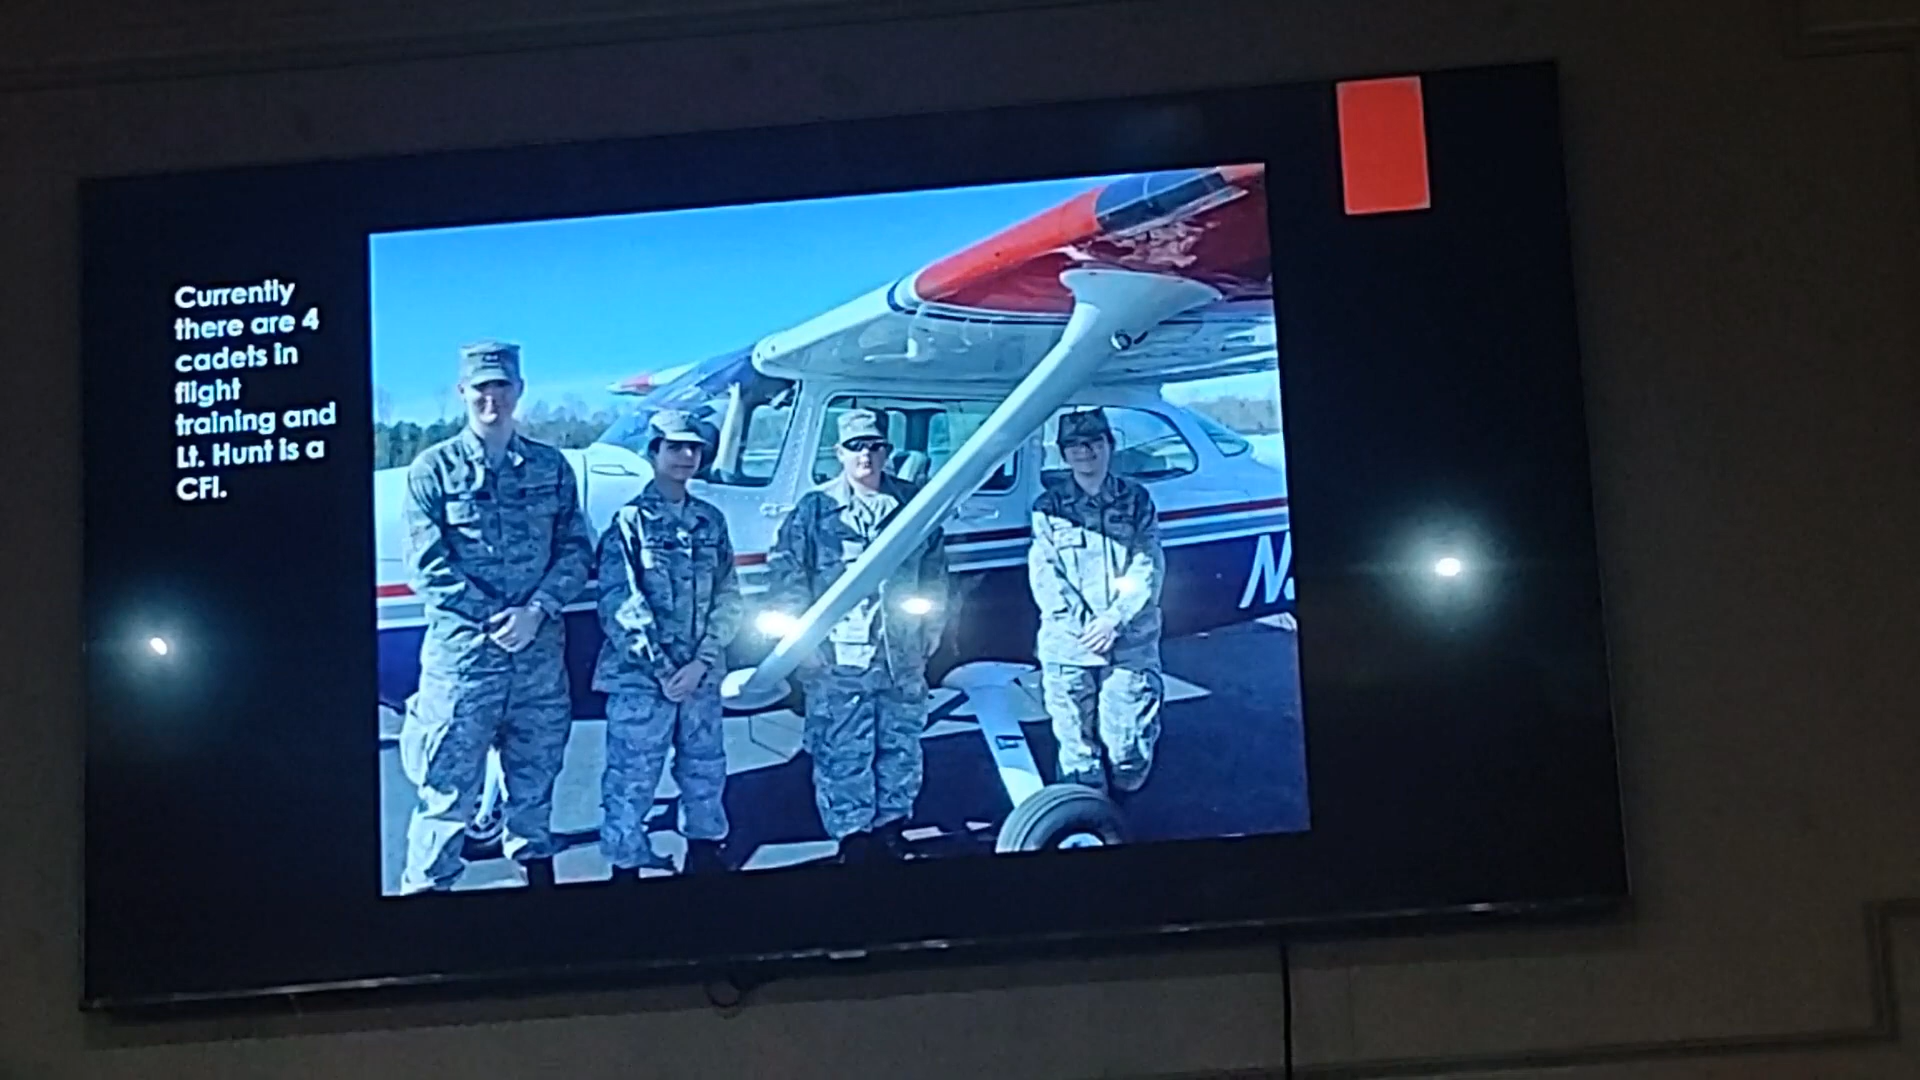 Currently
there are 4
cadets in
flight
training and
Lt. Hunt is a
CFI.
N